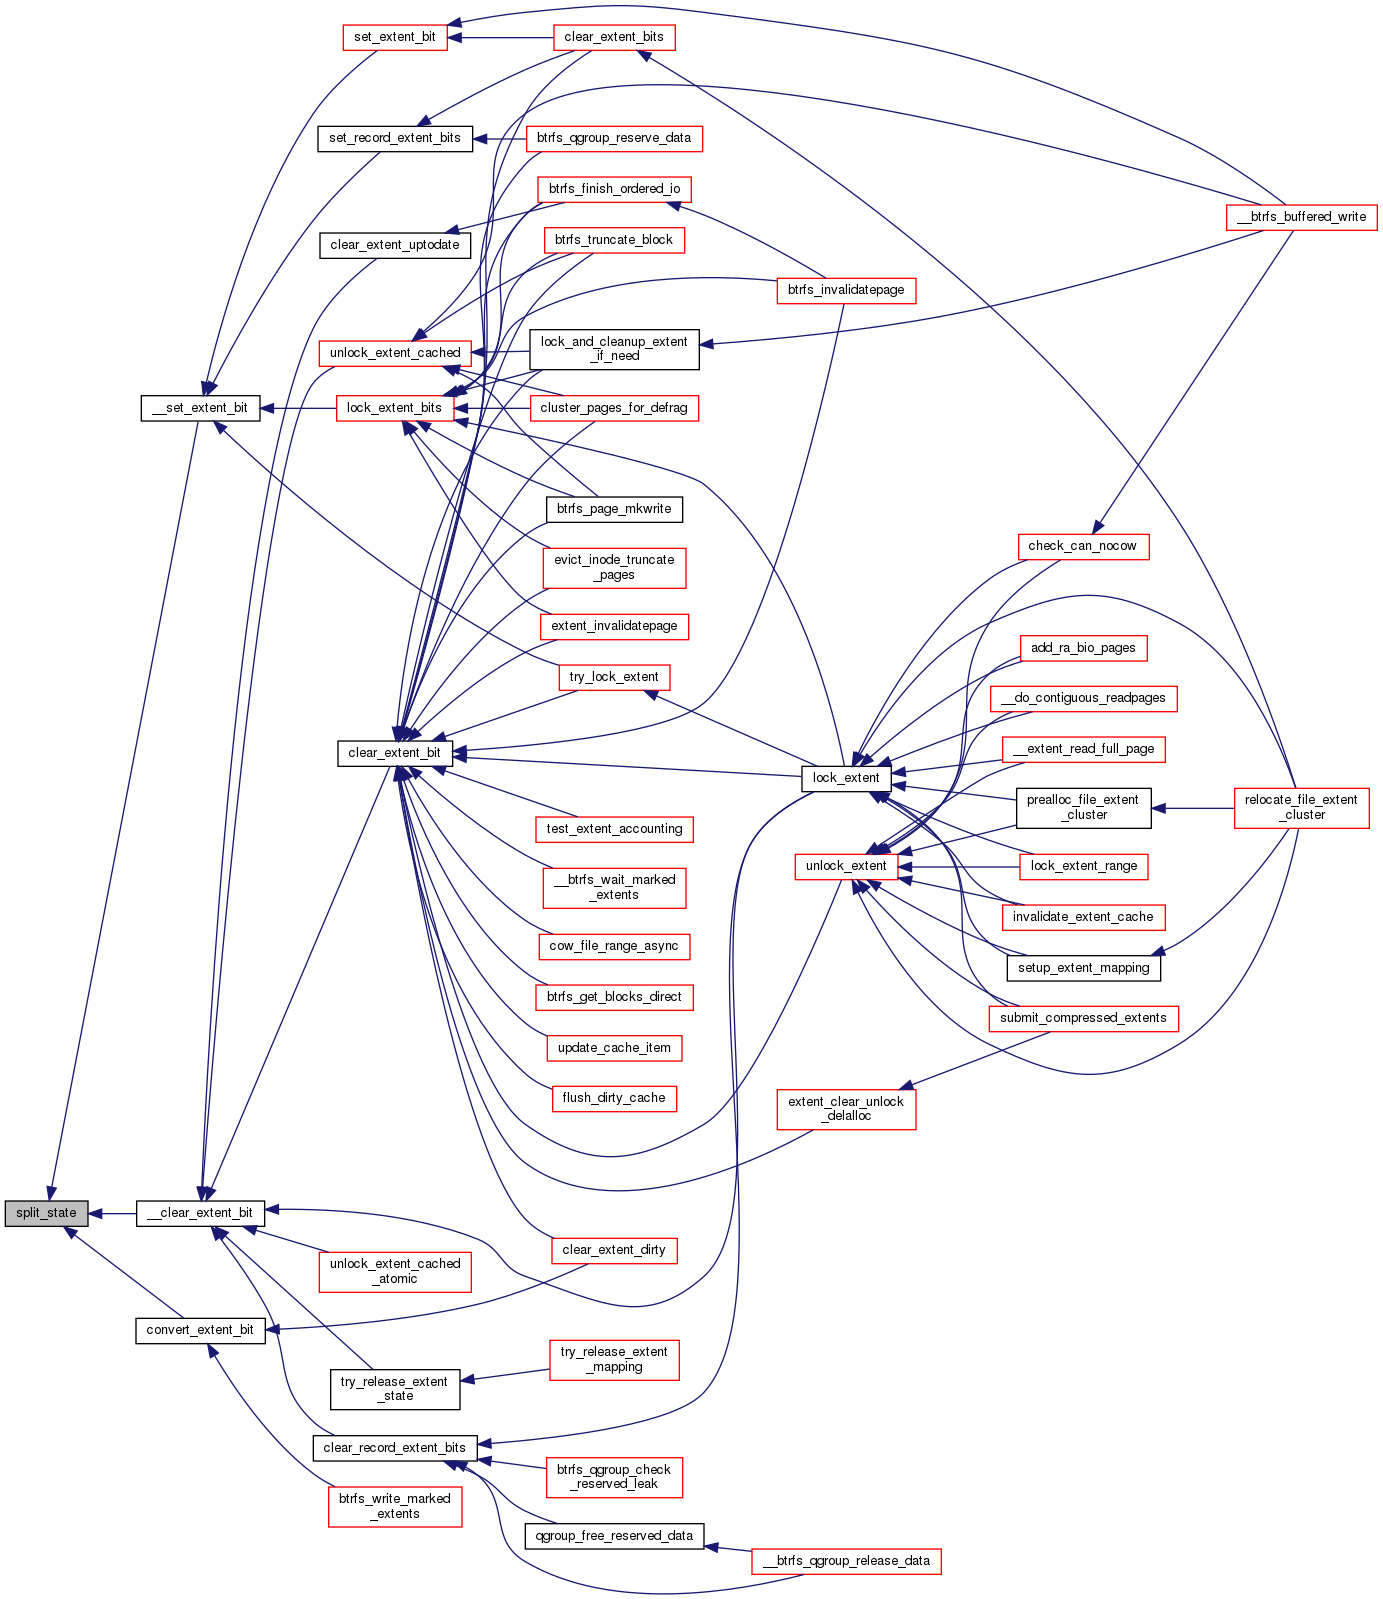 set_extent_bit
clear_extent_bits
set_record_extent_bits
btrfs_qgroup_reserve_data
btrfs_finish_ordered_io
__btrfs_buffered_write
clear_extent_uptodate
btrfs_truncate_block
btrfs_invalidatepage
unlock_extent_cached
lock_and_cleanup_extent
_if_need
__set_extent_bit
lock_extent_bits
cluster_pages_for_defrag
btrfs_page_mkwrite
check_can_nocow
evict_inode_truncate
_pages
extent_invalidatepage
add_ra_bio_pages
try_lock_extent
__do_contiguous_readpages
clear_extent_bit
__extent_read_full_page
lock_extent
prealloc_file_extent
_cluster
relocate_file_extent
_cluster
test_extent_accounting
unlock_extent
lock_extent_range
__btrfs_wait_marked
_extents
invalidate_extent_cache
cow_file_range_async
setup_extent_mapping
btrfs_get_blocks_direct
submit_compressed_extents
update_cache_item
flush_dirty_cache
extent_clear_unlock
_delalloc
split_state
__clear_extent_bit
clear_extent_dirty
unlock_extent_cached
_atomic
convert_extent_bit
try_release_extent
_mapping
try_release_extent
_state
clear_record_extent_bits
btrfs_qgroup_check
_reserved_leak
btrfs_write_marked
_extents
qgroup_free_reserved_data
__btrfs_qgroup_release_data